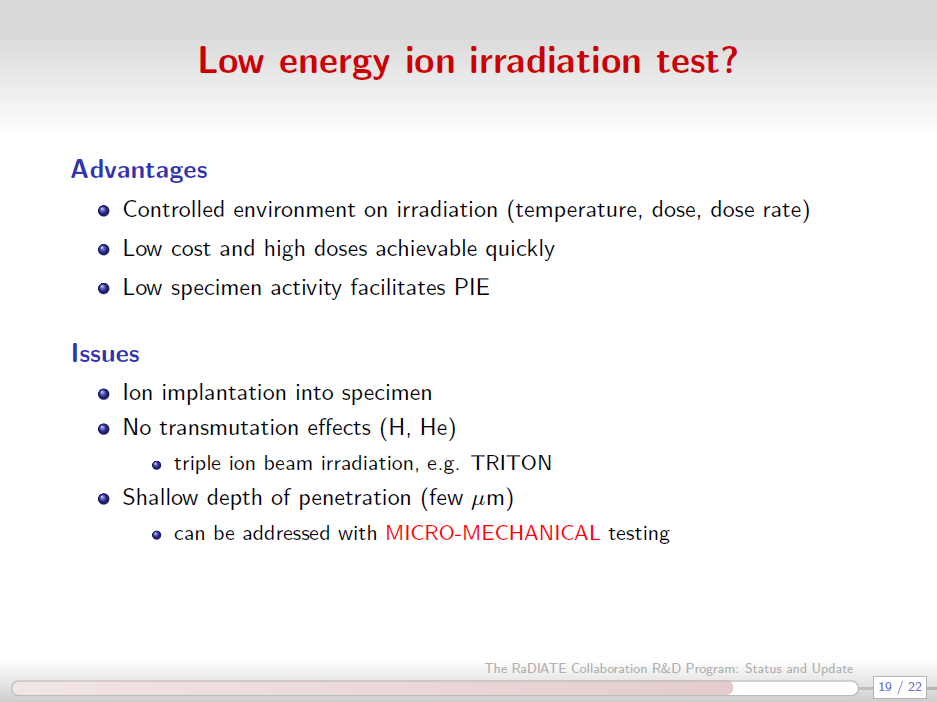 Low energy ion irradiation test?
Advantages
Controlled environment on irradiation (temperature, dose, dose rate)
Low cost and high doses achievable quickly
Low specimen activity facilitates PIE
Issues
Ion implantation into specimen
No transmutation effects (H, He)
triple ion beam irradiation, e.g. TRITON
Shallow depth of penetration (few μm)
can be addressed with MICRO-MECHANICAL testing
The RaDIATE Collaboration R&D Program: Status and Update
19 / 22